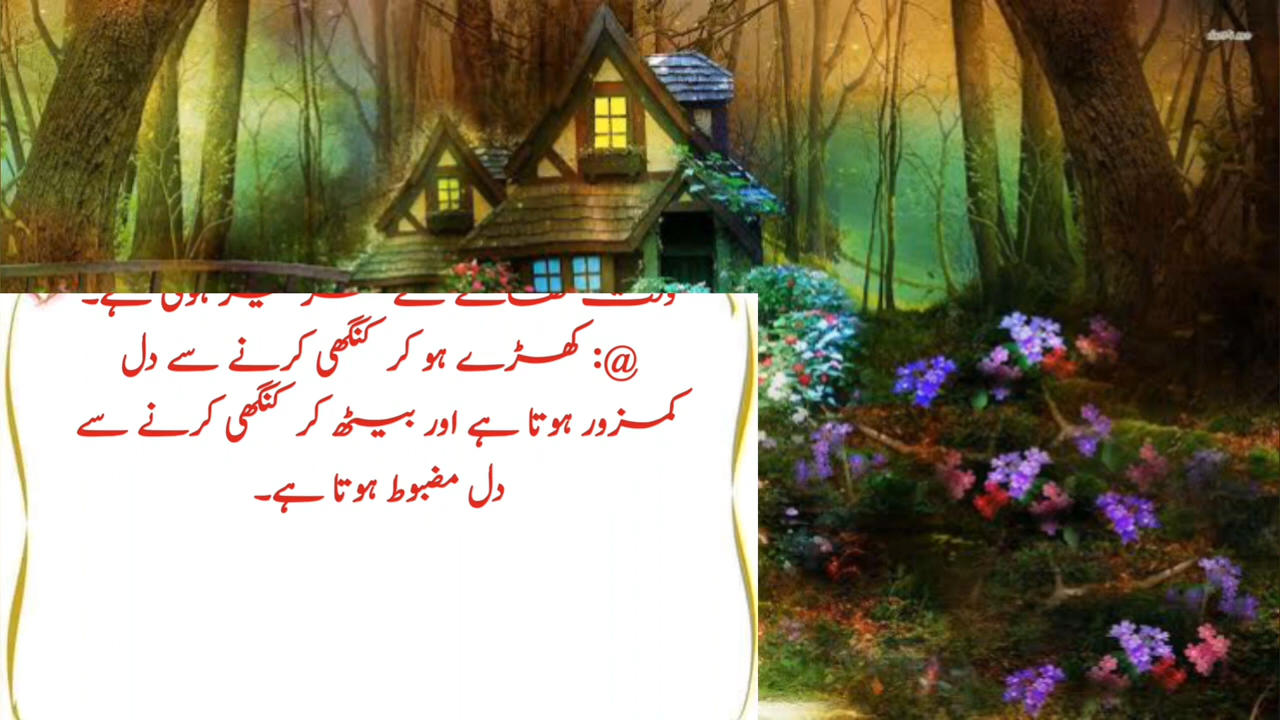 @: کھڑے ہو کر کنگھی کرنے سے دل
کمزور ہوتا ہے اور بیٹھ کر کنگھی کرنے سے
دل مضبوط ہوتا ہے۔